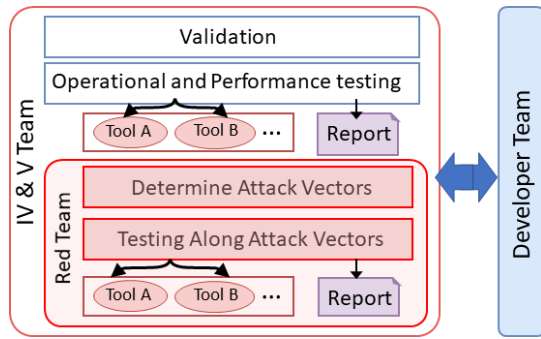 IV & V Team
Validation
Operational and Performance testing
Tool A
Tool B
...
Report
Red Team
Determine Attack Vectors
Testing Along Attack Vectors
Tool A
Tool B
...
Report
Developer Team